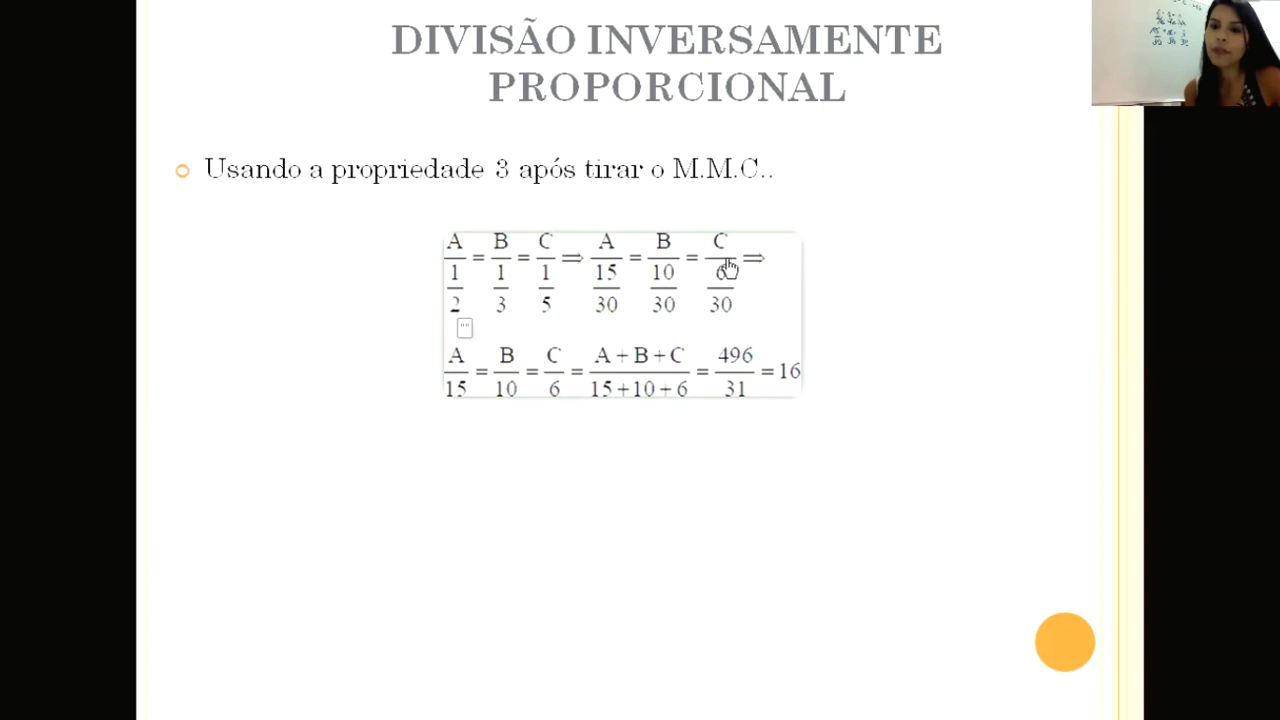 DIVISÃO INVERSAMENTE
PROPORCIONAL
Usando a propriedade 3 após tirar o M.M.C..
A/(1/2) = B/(1/3) = C/(1/5) ⇒ A/(15/30) = B/(10/30) = C/(6/30) ⇒
A/15 = B/10 = C/6 = (A + B + C)/(15 + 10 + 6) = 496/31 = 16